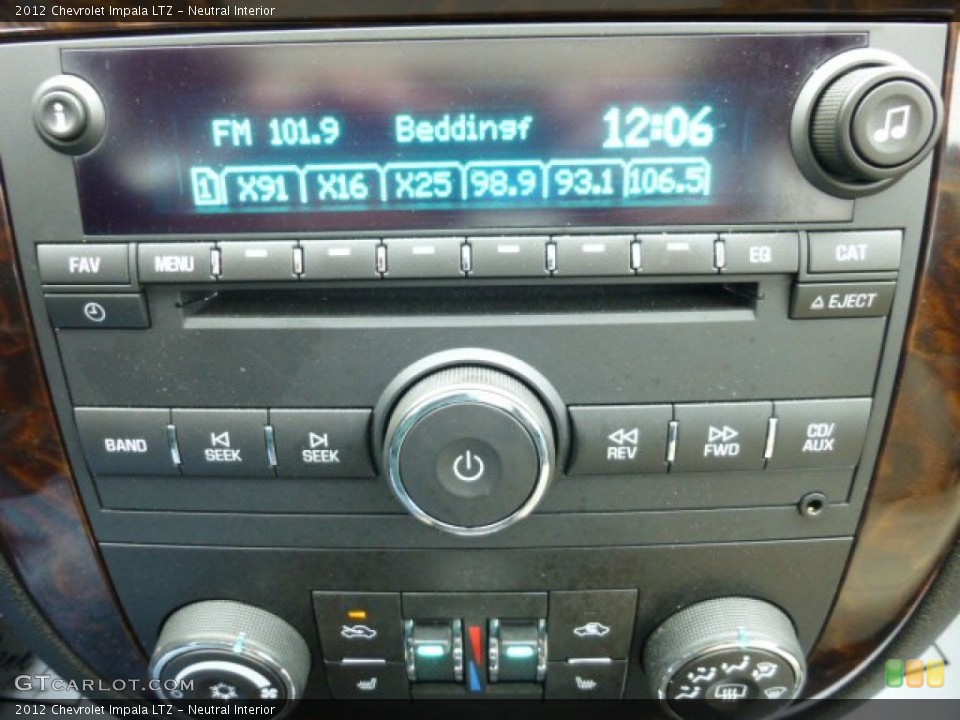 2012 Chevrolet Impala LTZ - Neutral Interior
i
FM 101.9 Beddingf 12:06
1 X91 X16 X25 98.9 93.1 106.5
FAV MENU EQ CAT
EJECT
BAND SEEK SEEK REV FWD CD/
AUX
GTCARLOT.COM
2012 Chevrolet Impala LTZ - Neutral Interior